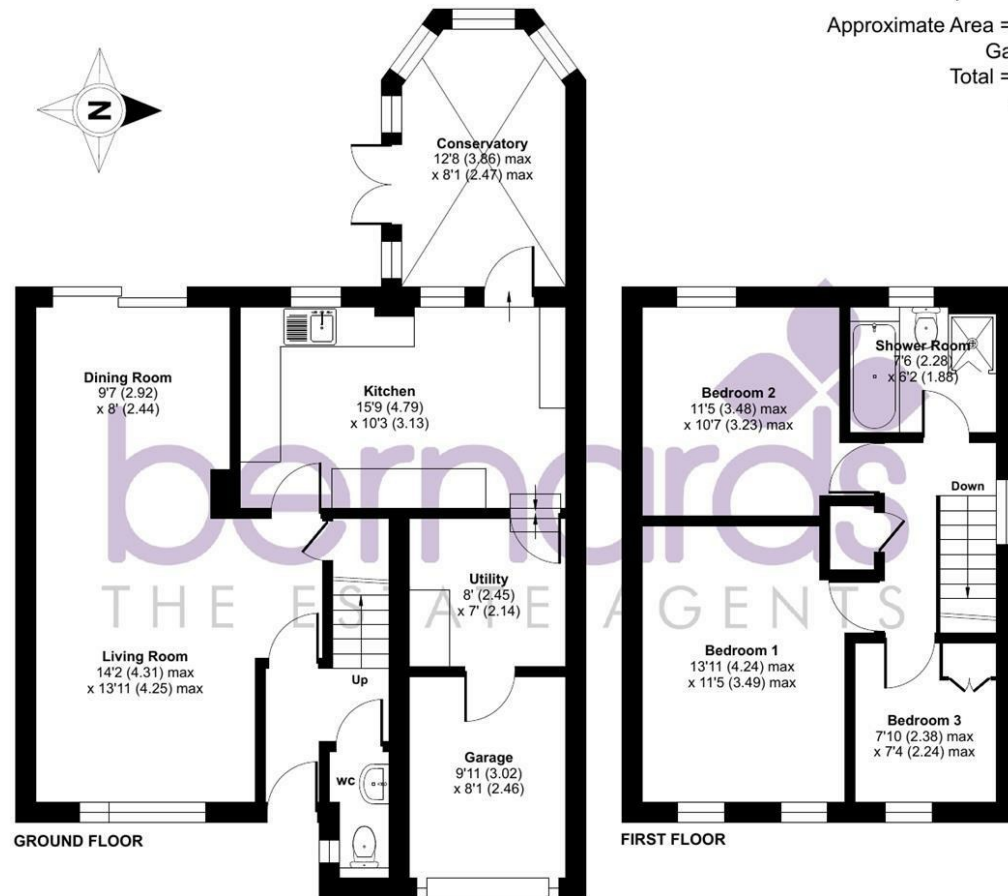 Approximate Area =
Ga
Total =
N
Conservatory
12'8 (3.86) max
x 8'1 (2.47) max
Dining Room
9'7 (2.92)
x 8' (2.44)
Kitchen
15'9 (4.79)
x 10'3 (3.13)
Utility
8' (2.45)
x 7' (2.14)
Living Room
14'2 (4.31) max
x 13'11 (4.25) max
Up
WC
Garage
9'11 (3.02)
x 8'1 (2.46)
GROUND FLOOR
Shower Room
7'6 (2.28)
x 6'2 (1.88)
Bedroom 2
11'5 (3.48) max
x 10'7 (3.23) max
Down
Bedroom 1
13'11 (4.24) max
x 11'5 (3.49) max
Bedroom 3
7'10 (2.38) max
x 7'4 (2.24) max
FIRST FLOOR
bernards
THE ESTATE AGENTS